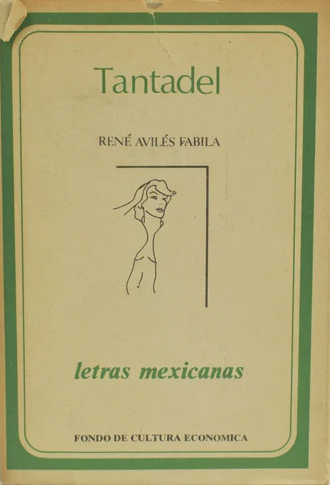 Tantadel
RENÉ AVILÉS FABILA
letras mexicanas
FONDO DE CULTURA ECONOMICA